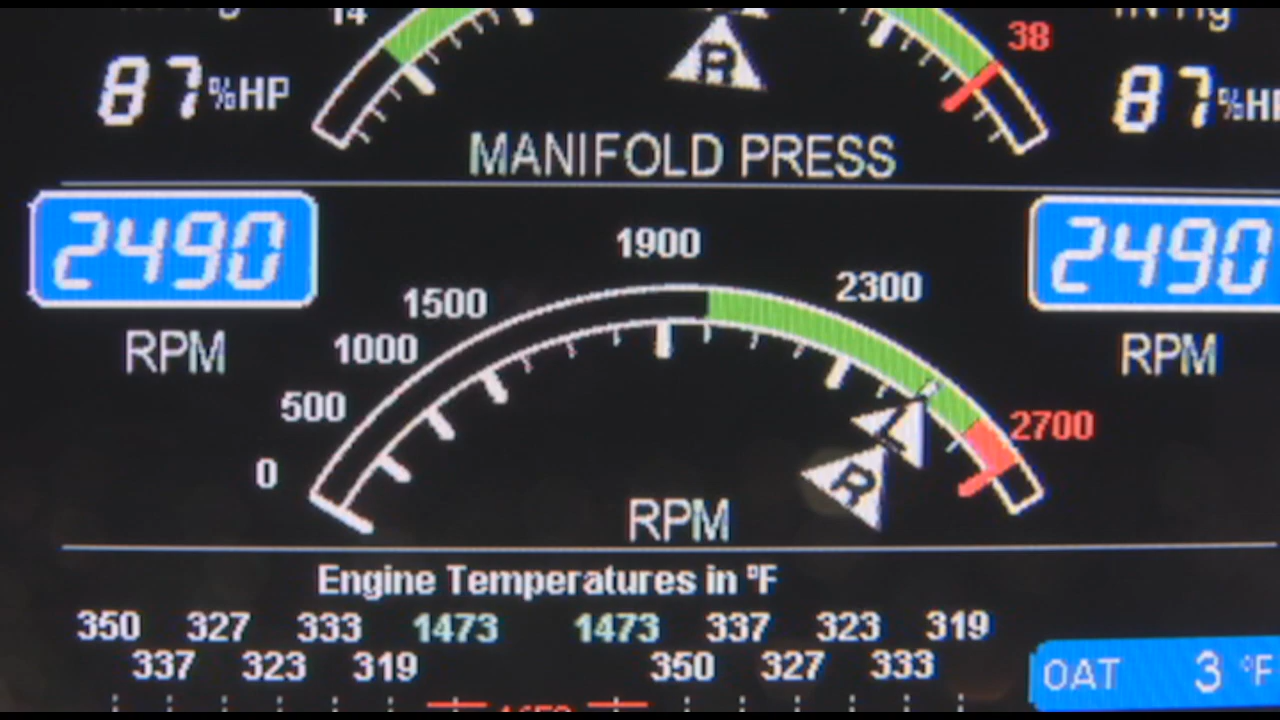 14
38
R
87 %HP
87 %HP
MANIFOLD PRESS
2490
2490
RPM
RPM
1900
1500
2300
1000
500
2700
0
L
R
RPM
Engine Temperatures in °F
350 327 333 1473 1473 337 323 319
337 323 319 350 327 333
OAT 3 °F